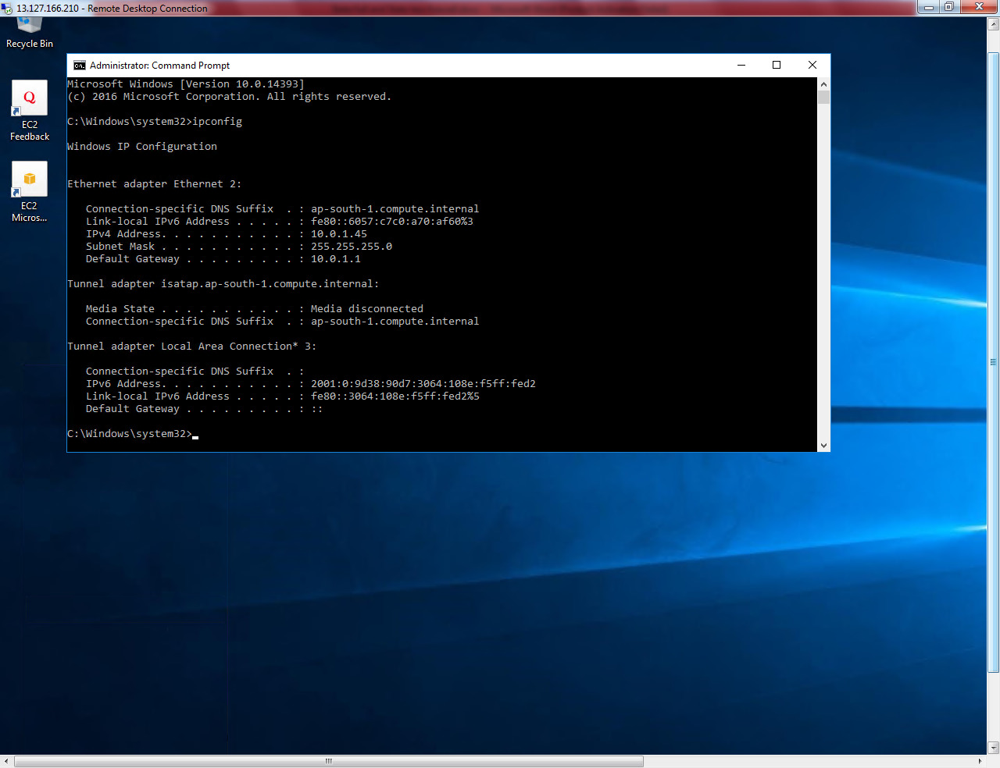 13.127.166.210 - Remote Desktop Connection
Recycle Bin
EC2
Feedback
EC2
Micros...
Administrator: Command Prompt
Microsoft Windows [Version 10.0.14393]
(c) 2016 Microsoft Corporation. All rights reserved.
C:\Windows\system32>ipconfig
Windows IP Configuration
Ethernet adapter Ethernet 2:
Connection-specific DNS Suffix  . : ap-south-1.compute.internal
Link-local IPv6 Address . . . . . : fe80::6057:c7c0:a70:af60%3
IPv4 Address. . . . . . . . . . . : 10.0.1.45
Subnet Mask . . . . . . . . . . . : 255.255.255.0
Default Gateway . . . . . . . . . : 10.0.1.1
Tunnel adapter isatap.ap-south-1.compute.internal:
Media State . . . . . . . . . . . : Media disconnected
Connection-specific DNS Suffix  . : ap-south-1.compute.internal
Tunnel adapter Local Area Connection* 3:
Connection-specific DNS Suffix  . :
IPv6 Address. . . . . . . . . . . : 2001:0:9d38:90d7:3064:108e:f5ff:fed2
Link-local IPv6 Address . . . . . : fe80::3064:108e:f5ff:fed2%5
Default Gateway . . . . . . . . . : ::
C:\Windows\system32>